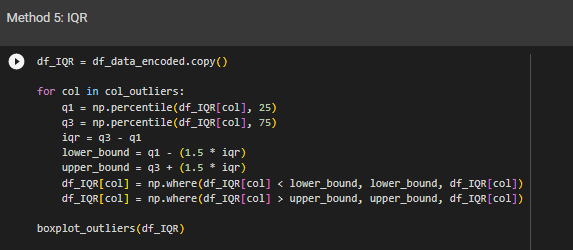 Method 5: IQR
df_IQR = df_data_encoded.copy()
for col in col_outliers:
    q1 = np.percentile(df_IQR[col], 25)
    q3 = np.percentile(df_IQR[col], 75)
    iqr = q3 - q1
    lower_bound = q1 - (1.5 * iqr)
    upper_bound = q3 + (1.5 * iqr)
    df_IQR[col] = np.where(df_IQR[col] < lower_bound, lower_bound, df_IQR[col])
    df_IQR[col] = np.where(df_IQR[col] > upper_bound, upper_bound, df_IQR[col])
boxplot_outliers(df_IQR)